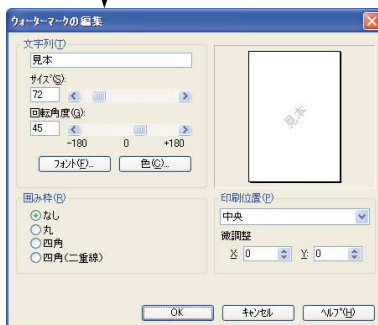 ウォーターマークの編集
文字列(T)
見本
サイズ(S):
72
回転角度(G):
45
-180 0 +180
フォント(F)... 色(C)...
囲み枠(R)
なし
丸
四角
四角(二重線)
見本
印刷位置(P)
中央
微調整
X: 0 Y: 0
OK キャンセル ヘルプ(H)